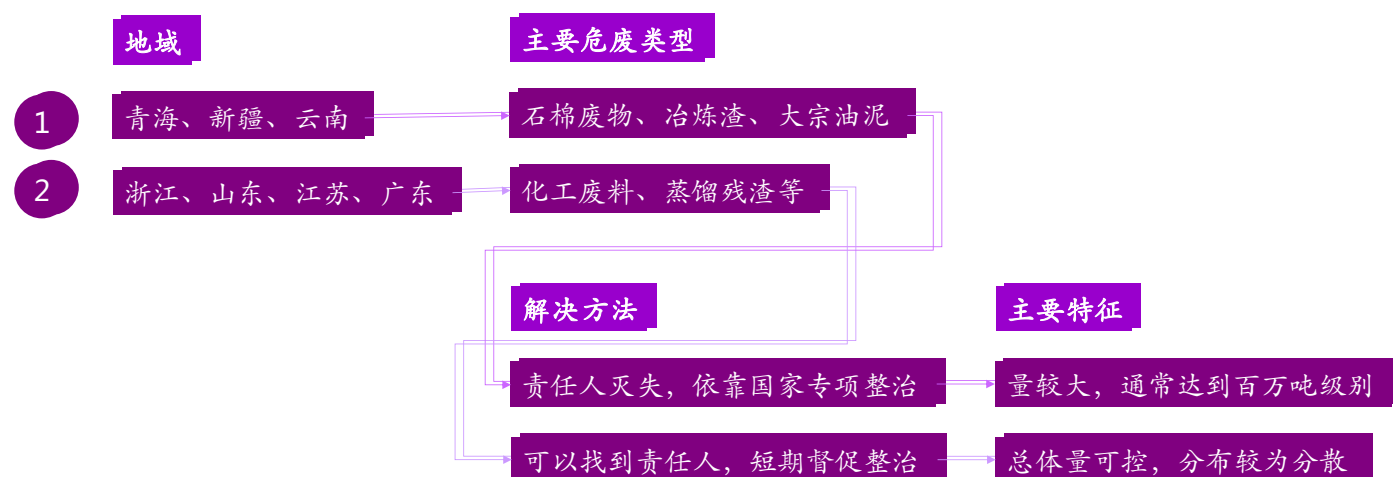 地域
主要危废类型
1
青海、新疆、云南
石棉废物、冶炼渣、大宗油泥
2
浙江、山东、江苏、广东
化工废料、蒸馏残渣等
解决方法
主要特征
责任人灭失，依靠国家专项整治
量较大，通常达到百万吨级别
可以找到责任人，短期督促整治
总体量可控，分布较为分散